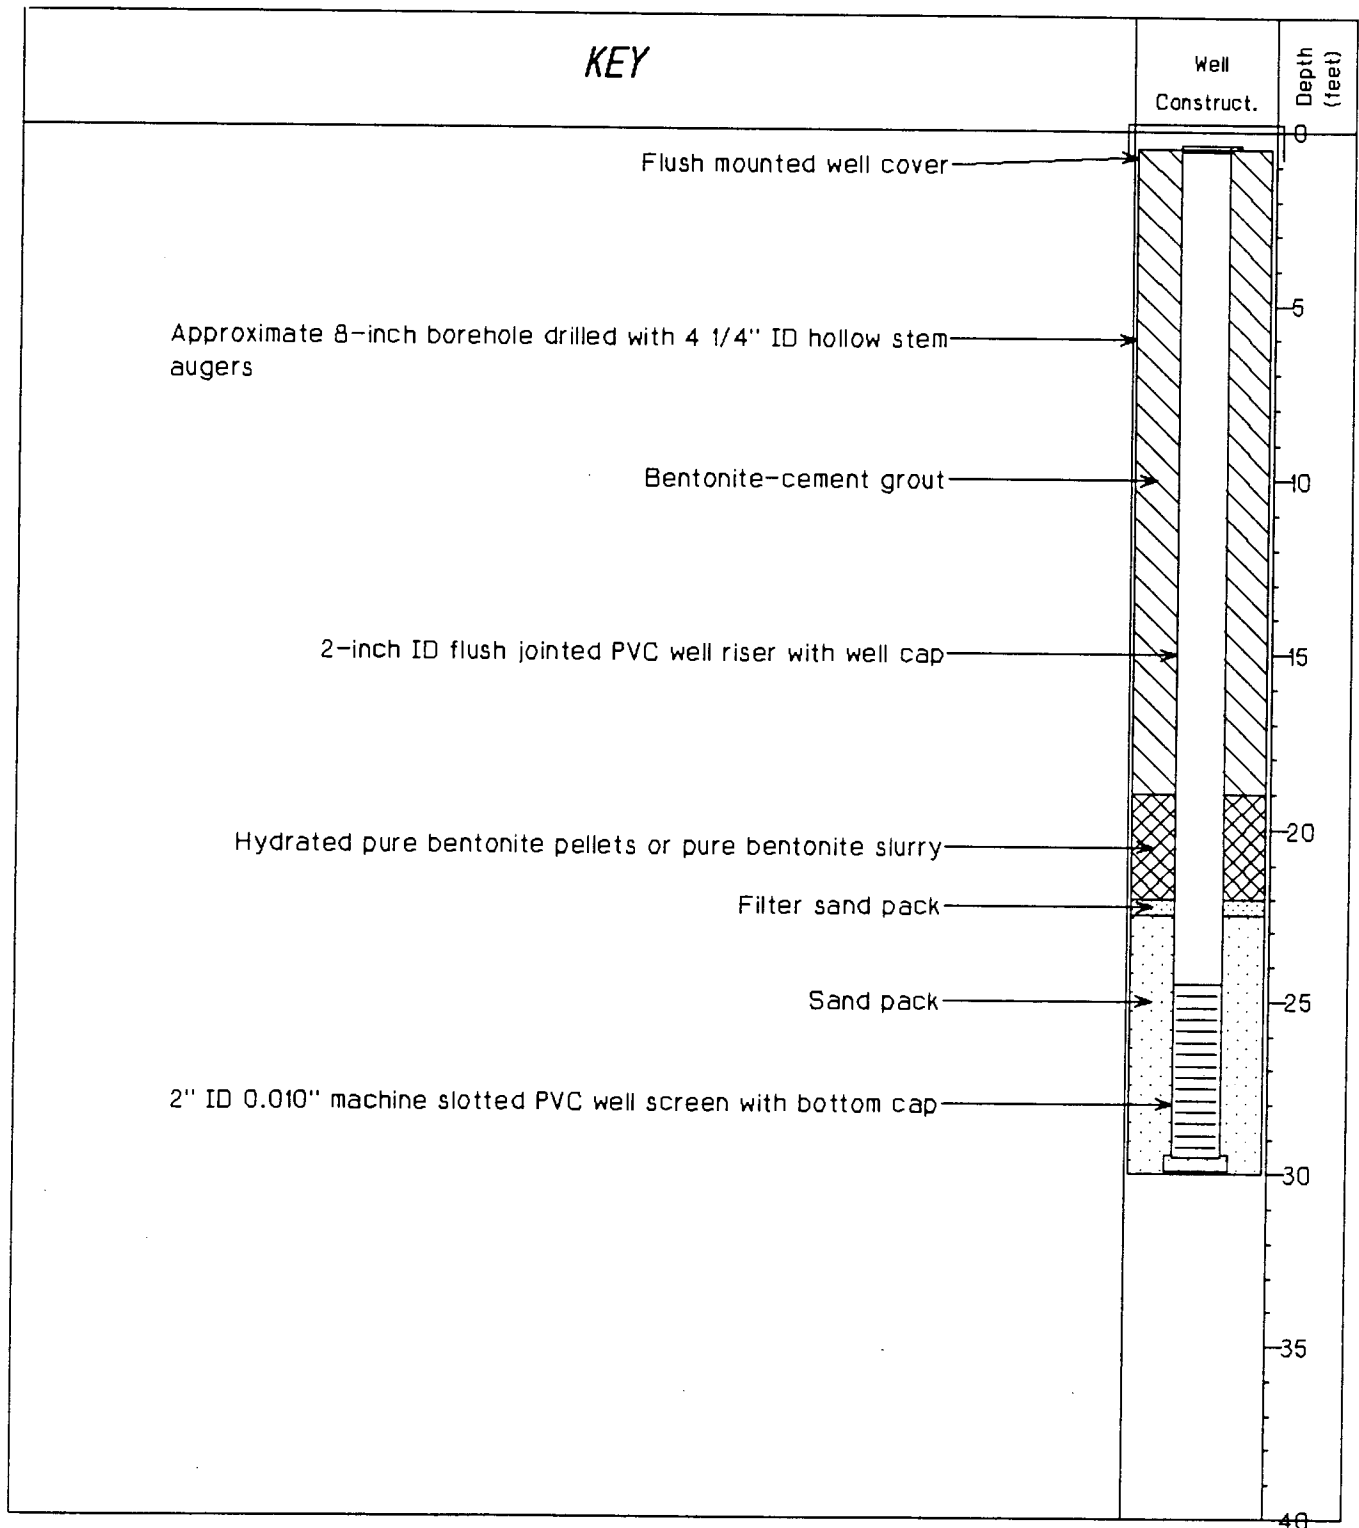 KEY
Well
Construct.
Depth
(feet)
0
Flush mounted well cover
5
Approximate 8-inch borehole drilled with 4 1/4" ID hollow stem
augers
Bentonite-cement grout
10
2-inch ID flush jointed PVC well riser with well cap
15
20
Hydrated pure bentonite pellets or pure bentonite slurry
Filter sand pack
Sand pack
25
2" ID 0.010" machine slotted PVC well screen with bottom cap
30
35
40